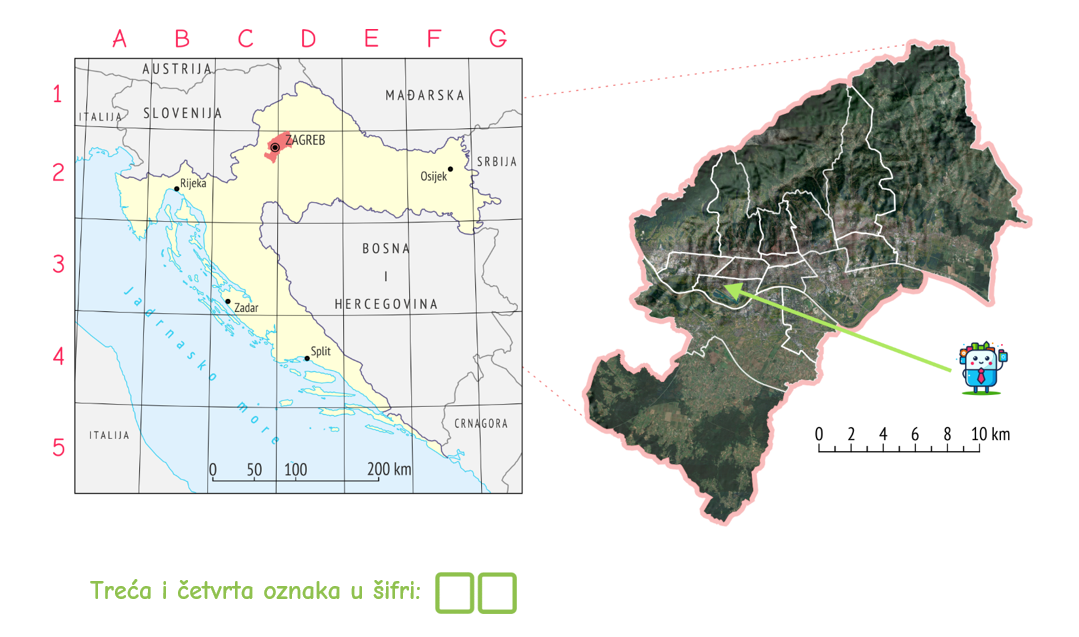 A B C D E F G
1
2
3
4
5
AUSTRIJA
MAĐARSKA
ITALIJA
SLOVENIJA
ZAGREB
SRBIJA
Osijek
Rijeka
BOSNA
I
HERCEGOVINA
Zadar
Jadransko more
Split
ITALIJA
CRNAGORA
0 50 100 200 km
0 2 4 6 8 10 km
Treća i četvrta oznaka u šifri: